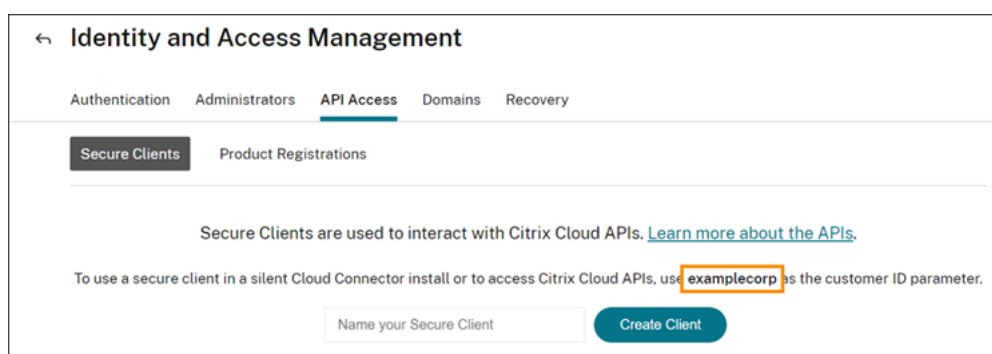 Identity and Access Management
Authentication Administrators API Access Domains Recovery
Secure Clients Product Registrations
Secure Clients are used to interact with Citrix Cloud APIs. Learn more about the APIs.
To use a secure client in a silent Cloud Connector install or to access Citrix Cloud APIs, use examplecorp as the customer ID parameter.
Name your Secure Client Create Client